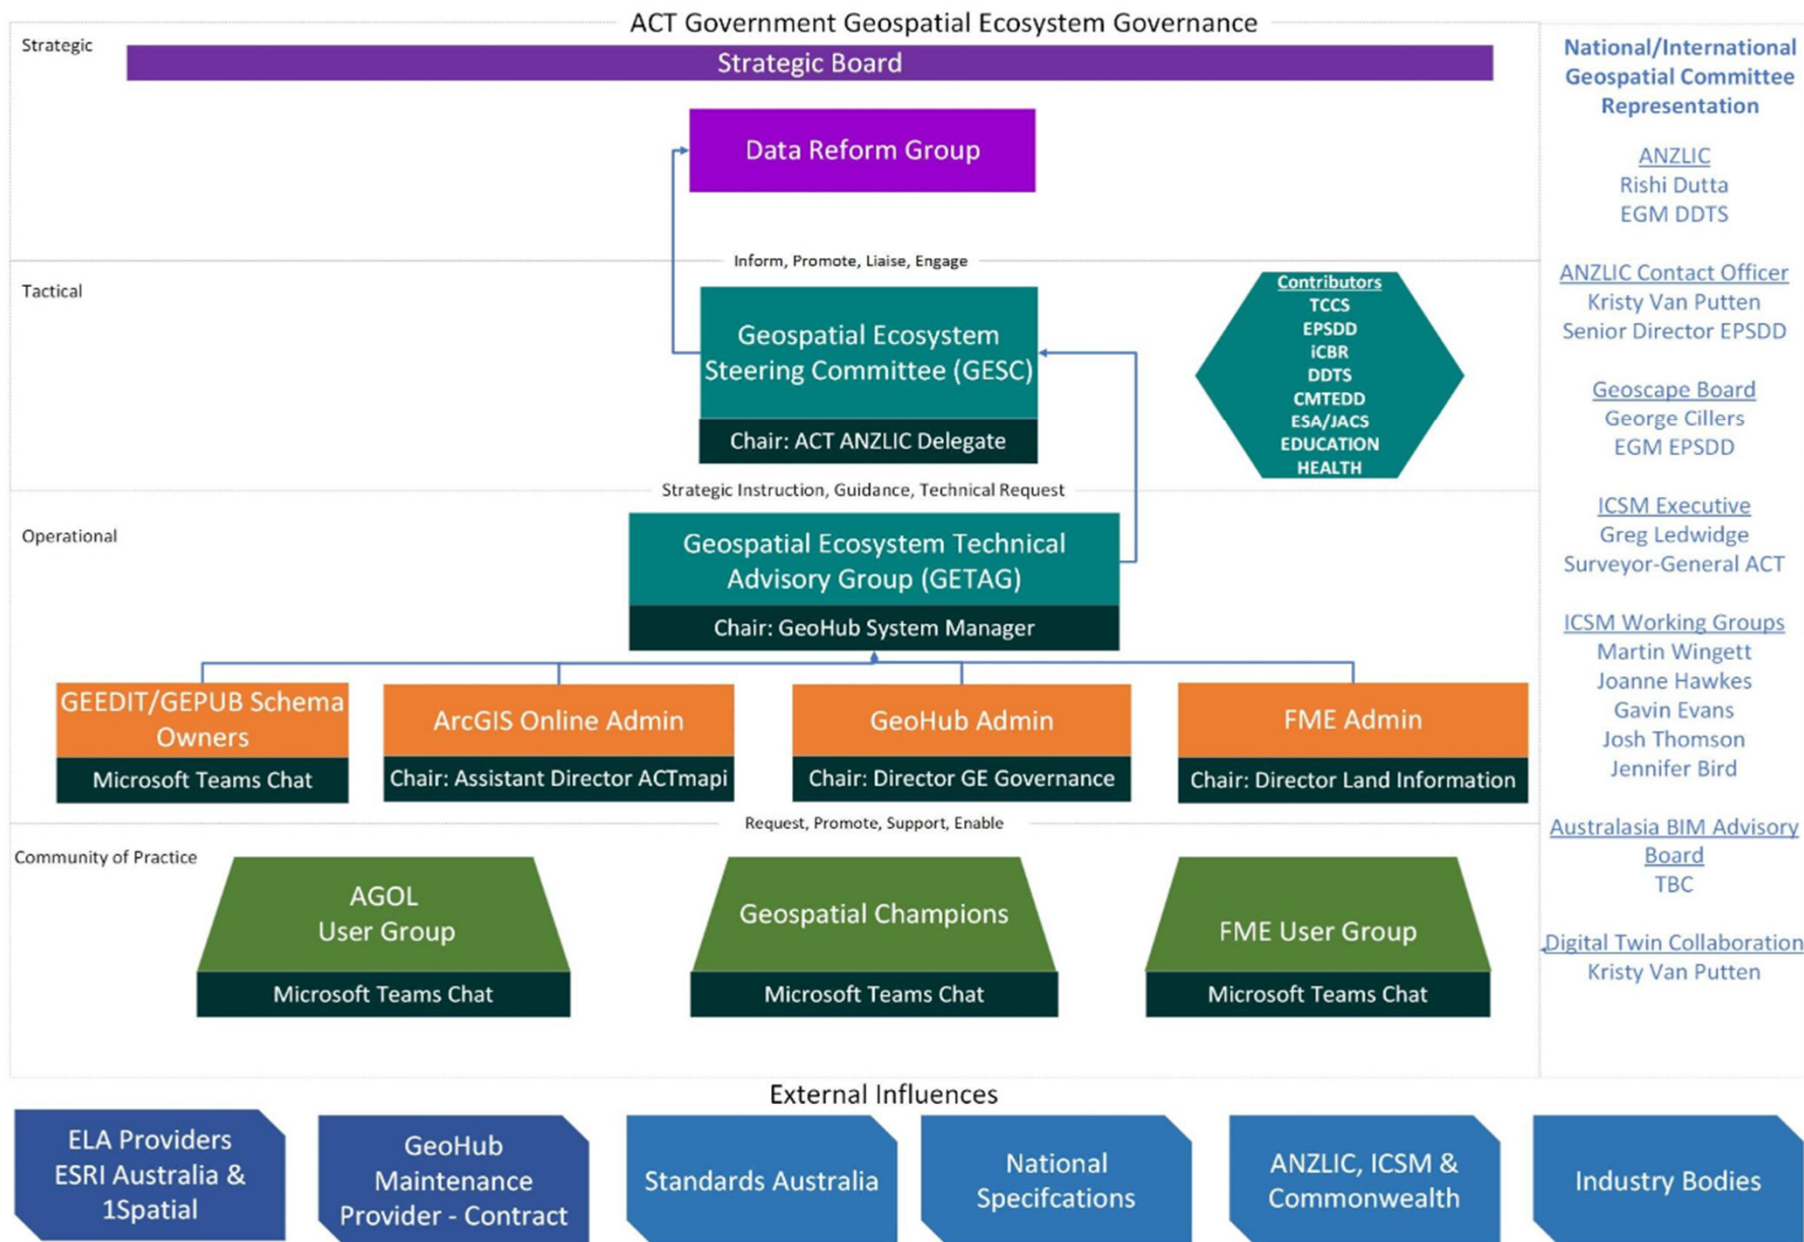 ACT Government Geospatial Ecosystem Governance
Strategic
Strategic Board
Data Reform Group
Inform, Promote, Liaise, Engage
Tactical
Geospatial Ecosystem
Steering Committee (GESC)
Chair: ACT ANZLIC Delegate
Contributors
TCCS
EPSDD
iCBR
DDTS
CMTEDD
ESA/JACS
EDUCATION
HEALTH
Strategic Instruction, Guidance, Technical Request
Operational
Geospatial Ecosystem Technical
Advisory Group (GETAG)
Chair: GeoHub System Manager
GEEDIT/GEPUB Schema
Owners
Microsoft Teams Chat
ArcGIS Online Admin
Chair: Assistant Director ACTmapi
GeoHub Admin
Chair: Director GE Governance
FME Admin
Chair: Director Land Information
Request, Promote, Support, Enable
Community of Practice
AGOL
User Group
Microsoft Teams Chat
Geospatial Champions
Microsoft Teams Chat
FME User Group
Microsoft Teams Chat
National/International
Geospatial Committee
Representation
ANZLIC
Rishi Dutta
EGM DDTS
ANZLIC Contact Officer
Kristy Van Putten
Senior Director EPSDD
Geoscape Board
George Cillers
EGM EPSDD
ICSM Executive
Greg Ledwidge
Surveyor-General ACT
ICSM Working Groups
Martin Wingett
Joanne Hawkes
Gavin Evans
Josh Thomson
Jennifer Bird
Australasia BIM Advisory
Board
TBC
Digital Twin Collaboration
Kristy Van Putten
External Influences
ELA Providers
ESRI Australia &
1Spatial
GeoHub
Maintenance
Provider - Contract
Standards Australia
National
Specifcations
ANZLIC, ICSM &
Commonwealth
Industry Bodies